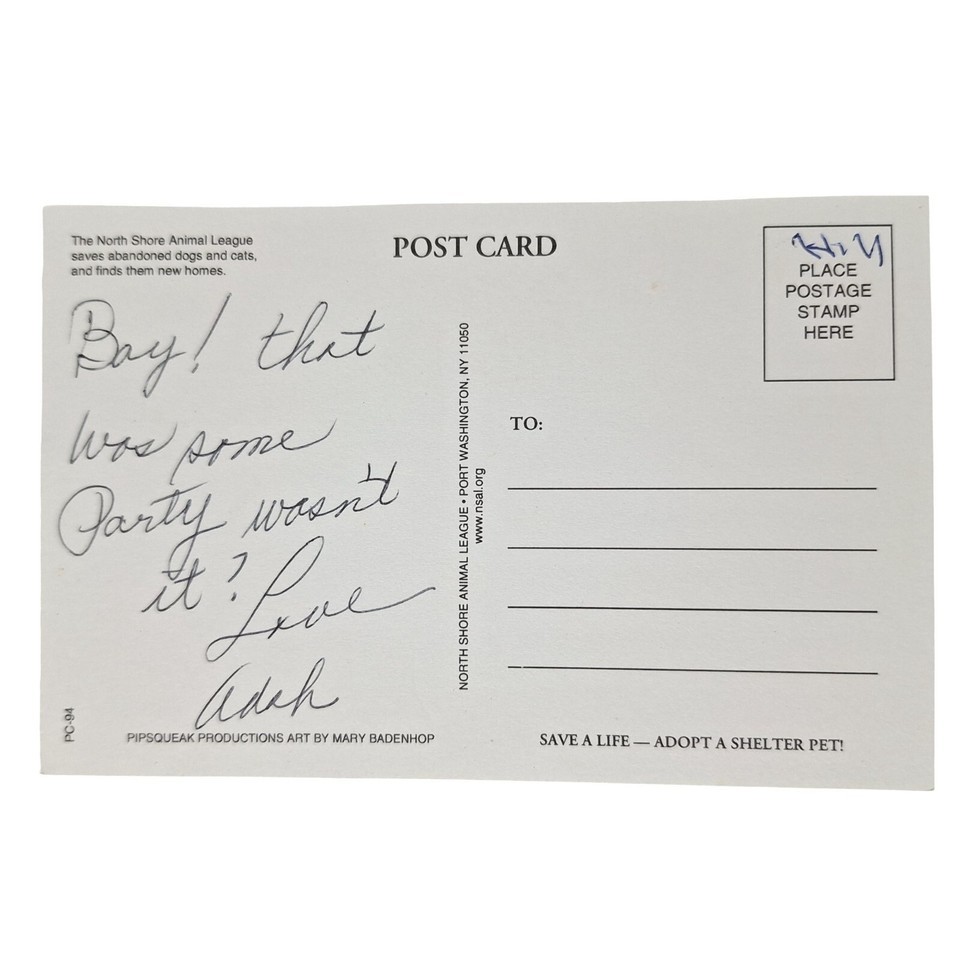 The North Shore Animal League
saves abandoned dogs and cats,
and finds them new homes.
POST CARD
Boy! that
was some
Party wasn't
it?
Love
Adah
PC-94
PIPSQUEAK PRODUCTIONS ART BY MARY BADENHOP
NORTH SHORE ANIMAL LEAGUE • PORT WASHINGTON, NY 11050
www.nsal.org
PLACE
POSTAGE
STAMP
HERE
TO:
SAVE A LIFE — ADOPT A SHELTER PET!